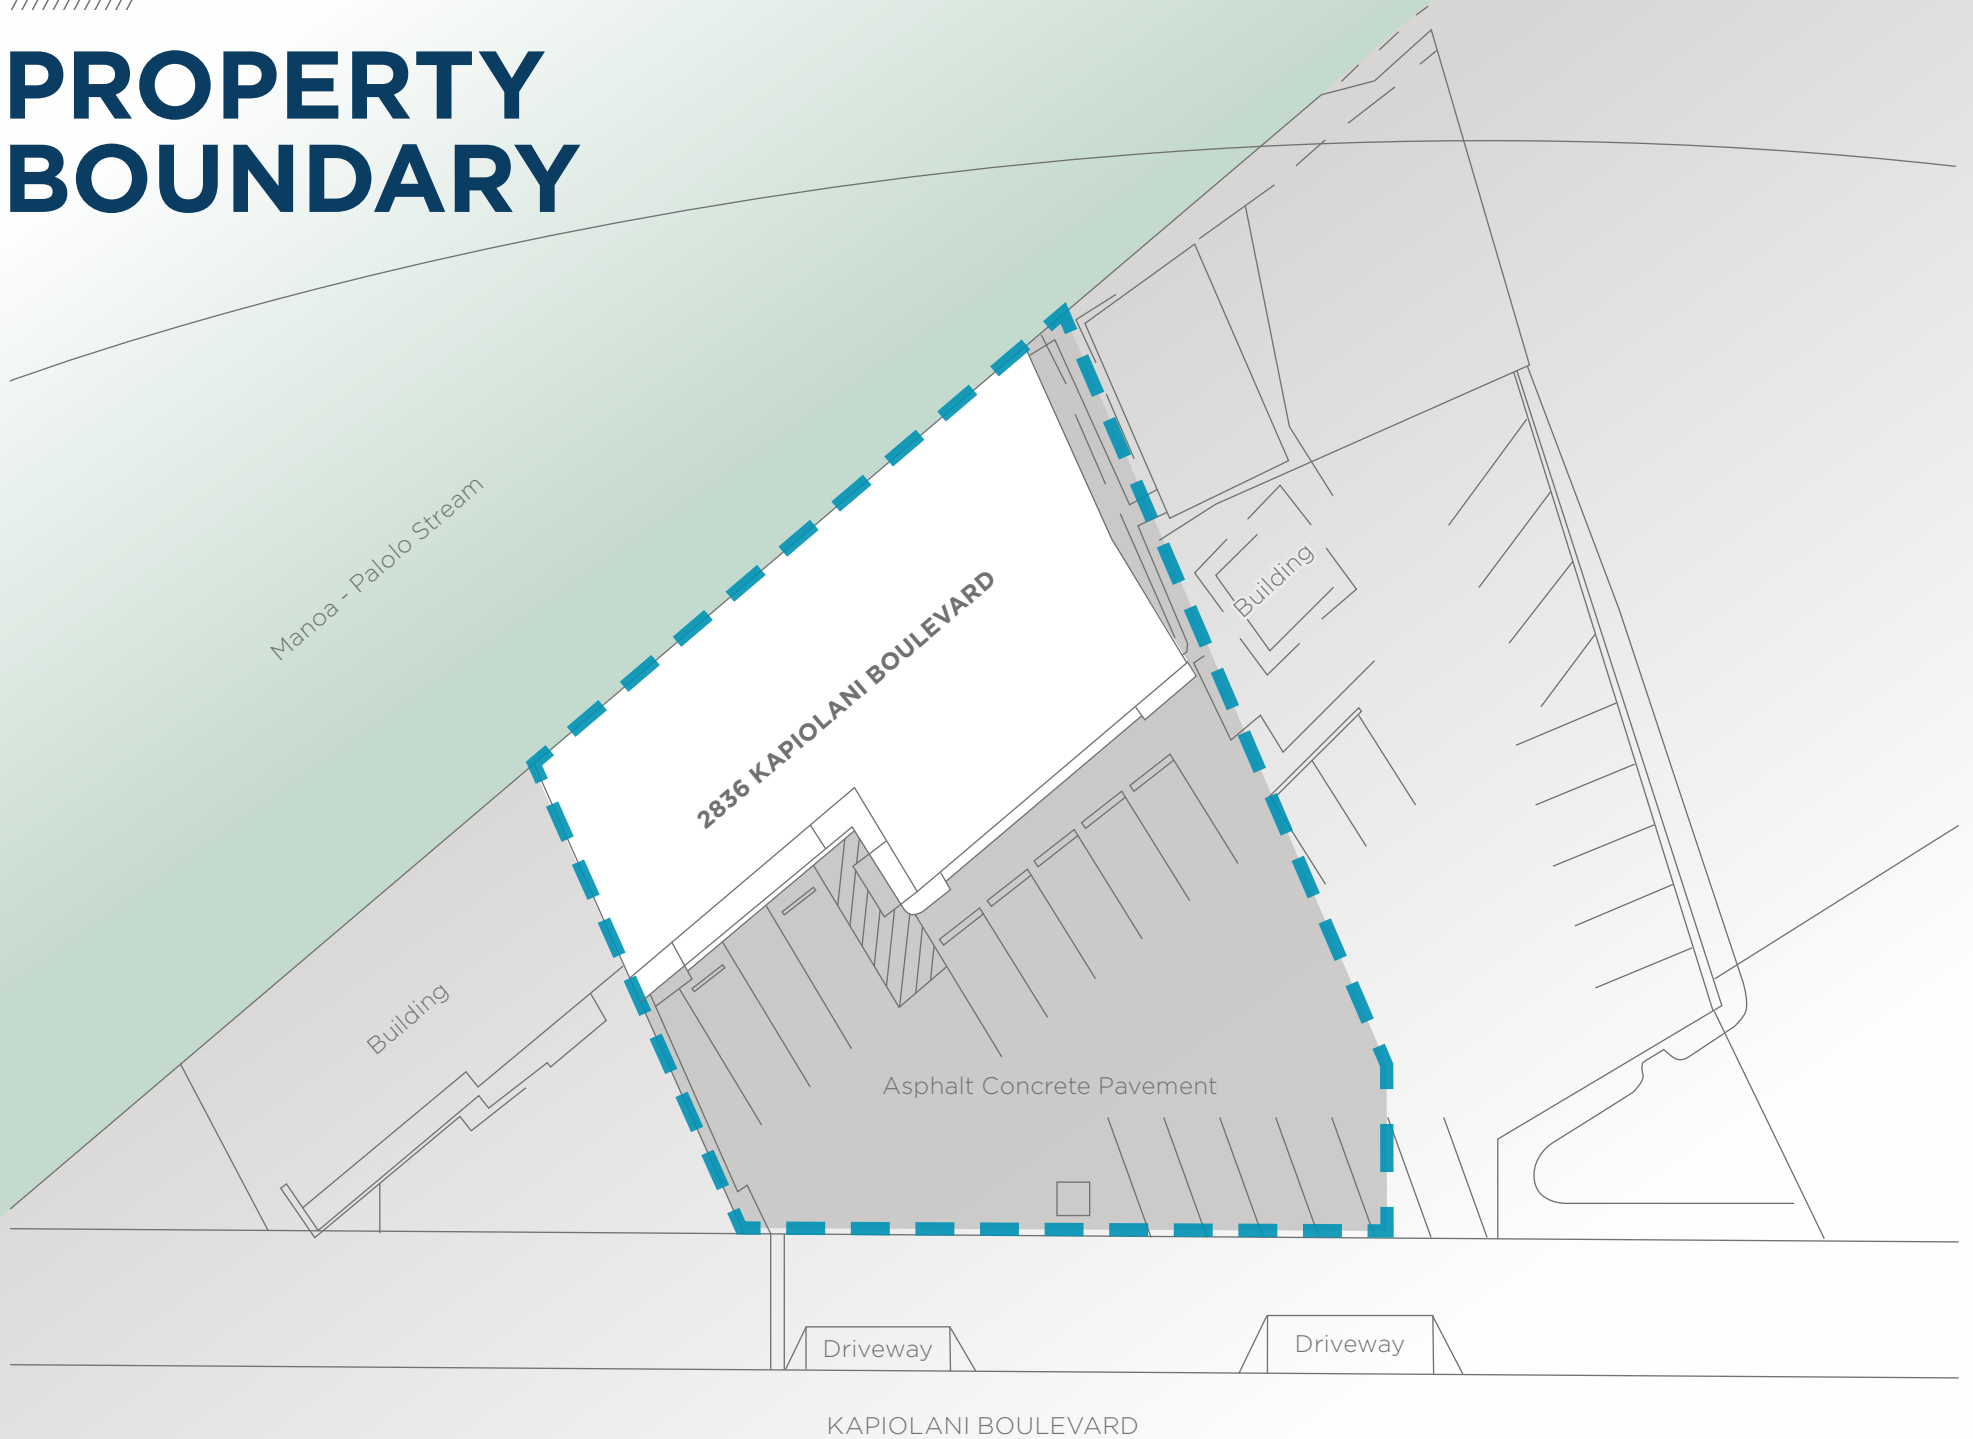 PROPERTY
BOUNDARY
Manoa - Palolo Stream
2836 KAPIOLANI BOULEVARD
Building
Building
Asphalt Concrete Pavement
Driveway
Driveway
KAPIOLANI BOULEVARD